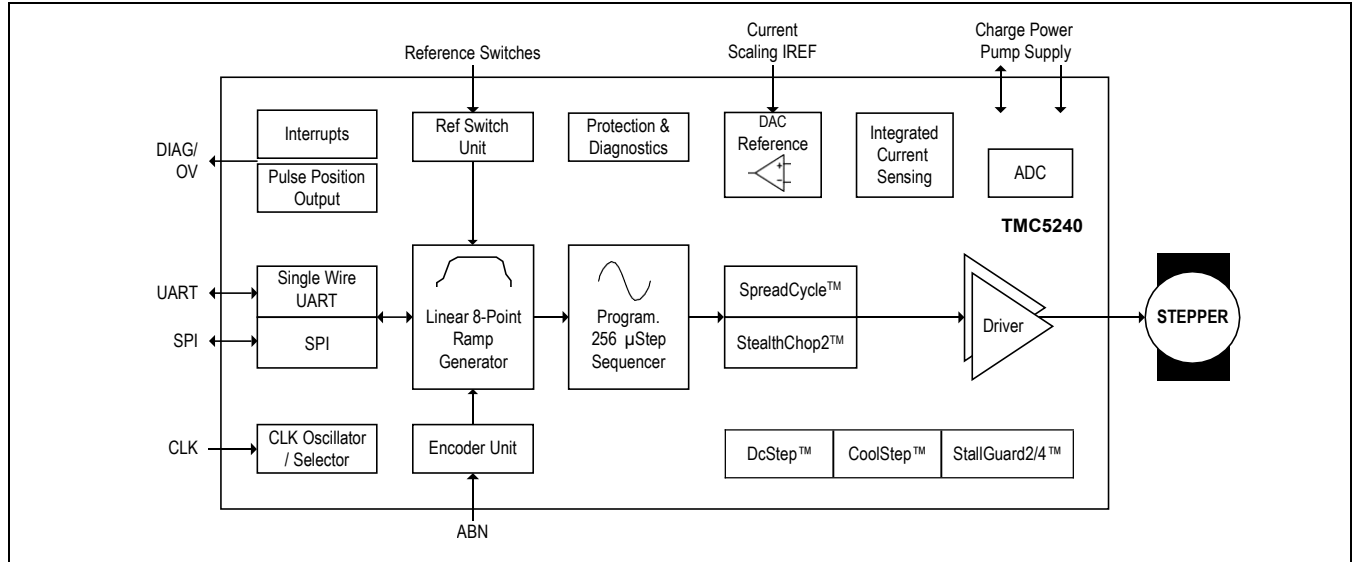 Reference Switches
Current
Scaling IREF
Charge Power
Pump Supply
DIAG/
OV
Interrupts
Pulse Position
Output
Ref Switch
Unit
Protection &
Diagnostics
DAC
Reference
Integrated
Current
Sensing
ADC
TMC5240
UART
SPI
Single Wire
UART
SPI
Linear 8-Point
Ramp
Generator
Program.
256 µStep
Sequencer
SpreadCycle™
StealthChop2™
Driver
STEPPER
CLK
CLK Oscillator
/ Selector
Encoder Unit
DcStep™
CoolStep™
StallGuard2/4™
ABN